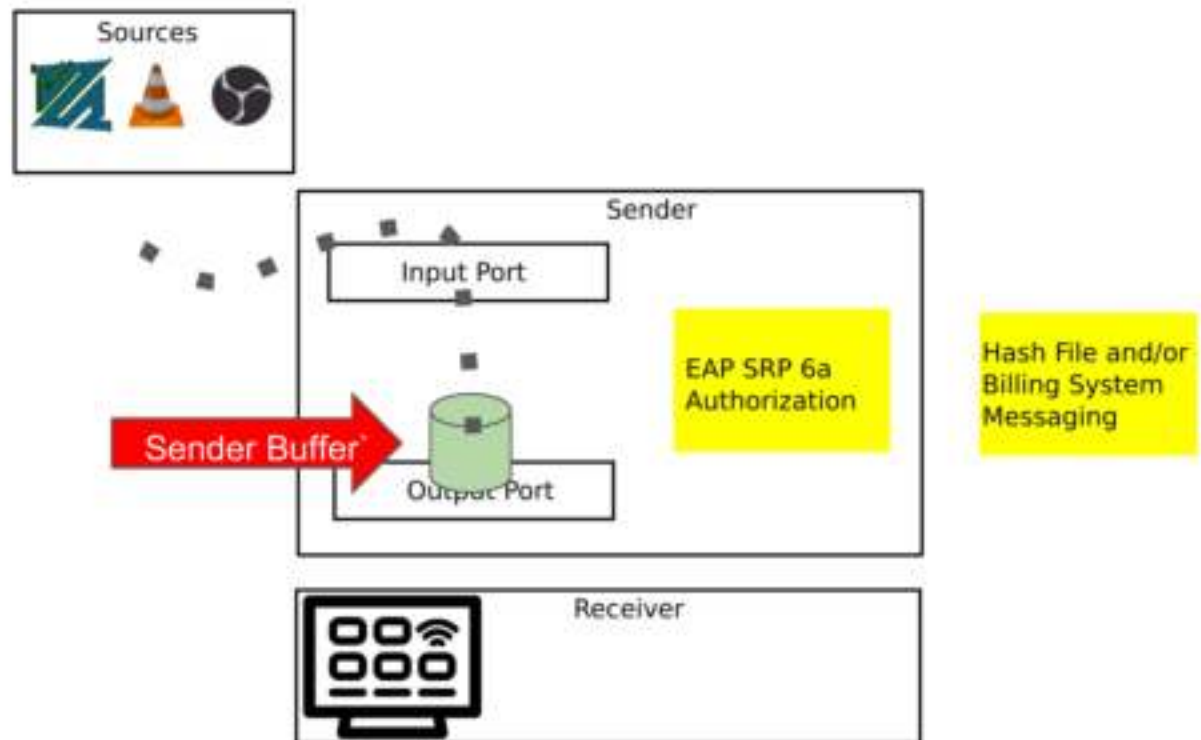 Sources
Sender
Input Port
EAP SRP 6a
Authorization
Hash File and/or
Billing System
Messaging
Sender Buffer`
Output Port
Receiver